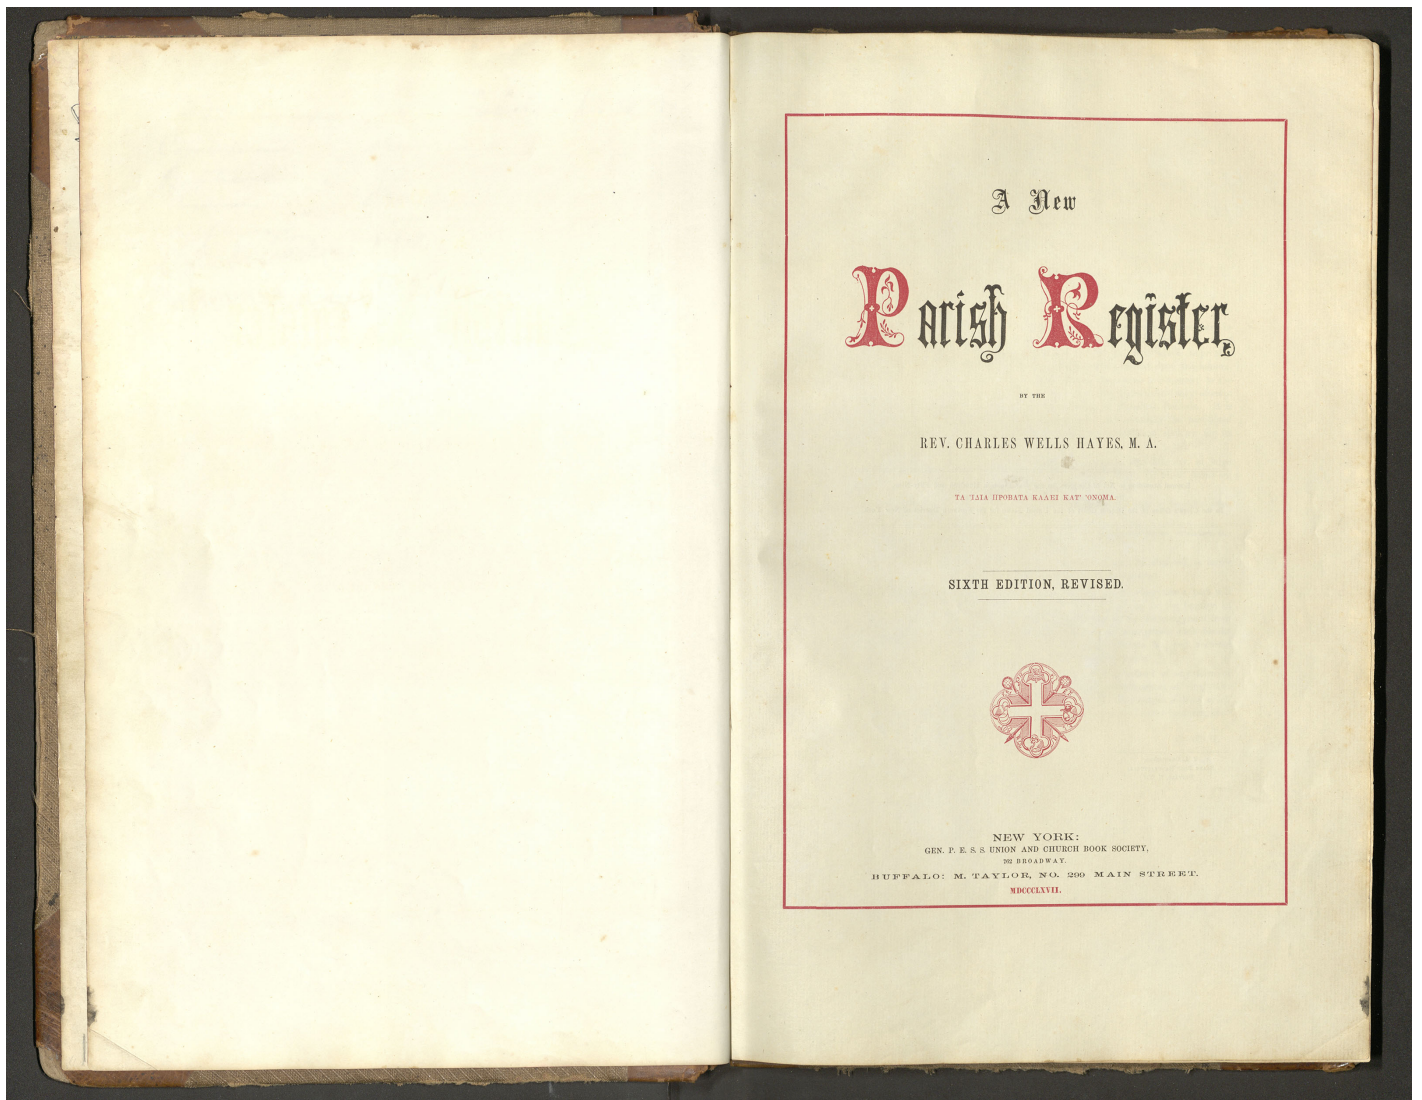 A New
Parish Register,
BY THE
REV. CHARLES WELLS HAYES, M. A.
ΤΑ ἼΔΙΑ ΠΡΟΒΑΤΑ ΚΑΛΕΙ ΚΑΤ' ὌΝΟΜΑ.
SIXTH EDITION, REVISED.
NEW YORK:
GEN. P. E. S. S. UNION AND CHURCH BOOK SOCIETY,
762 BROADWAY.
BUFFALO: M. TAYLOR, NO. 299 MAIN STREET.
MDCCCLXVII.